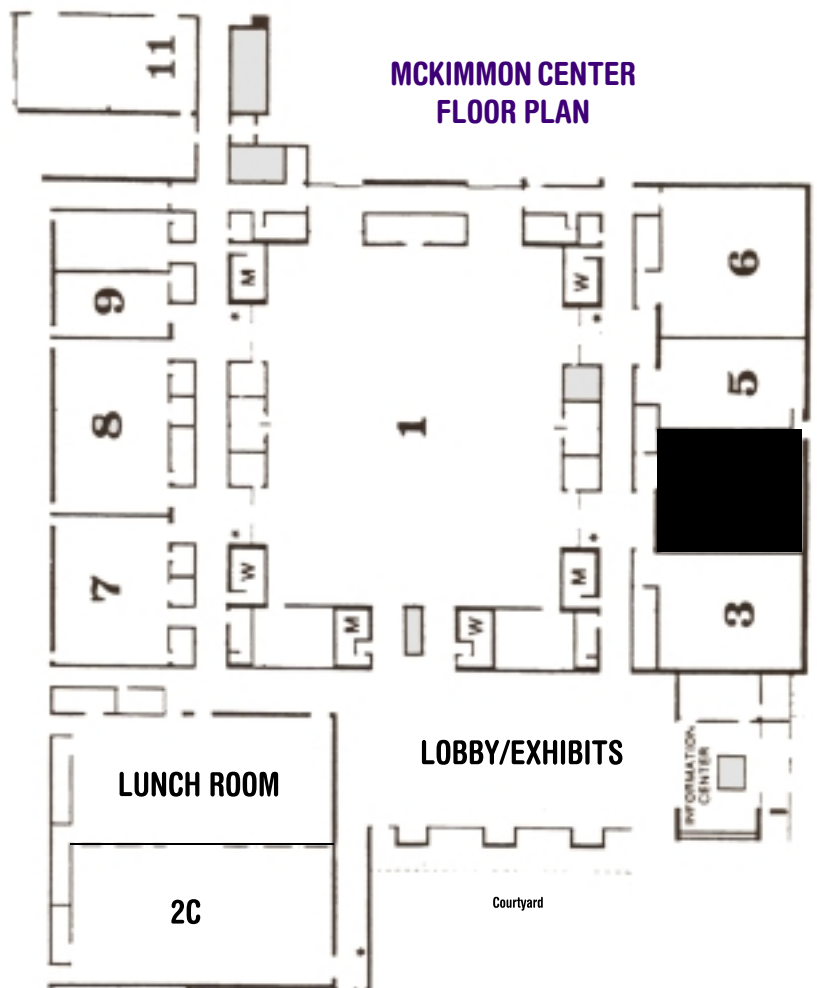 11
MCKIMMON CENTER
FLOOR PLAN
6
9
M
W
5
8
1
7
W
M
3
M
W
LOBBY/EXHIBITS
INFORMATION
CENTER
LUNCH ROOM
2C
Courtyard